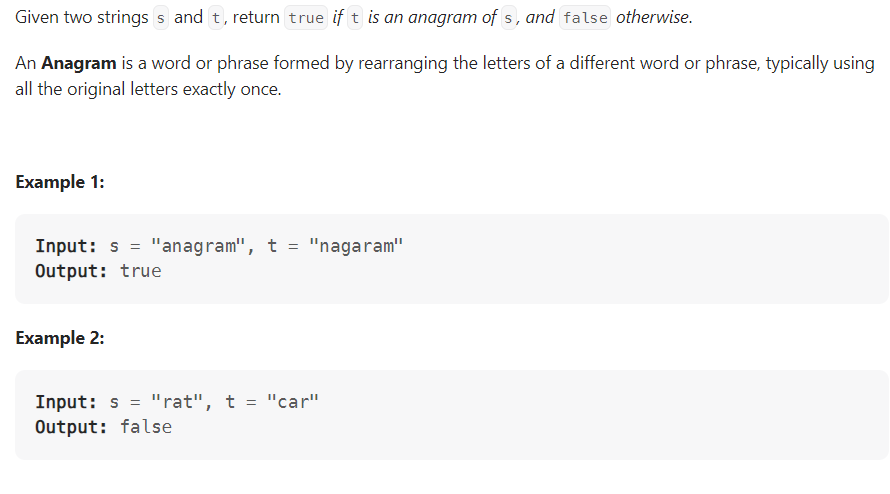 Given two strings s and t, return true if t is an anagram of s, and false otherwise.
An Anagram is a word or phrase formed by rearranging the letters of a different word or phrase, typically using
all the original letters exactly once.
Example 1:
Input: s = "anagram", t = "nagaram"
Output: true
Example 2:
Input: s = "rat", t = "car"
Output: false